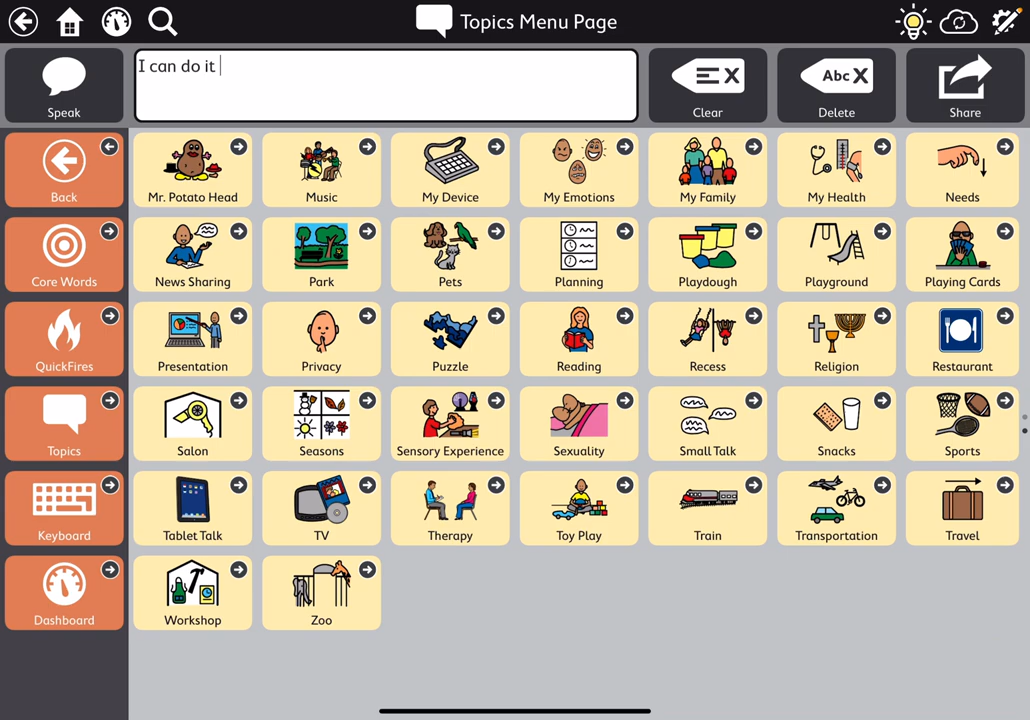 Topics Menu Page
Speak
I can do it
Clear
Abc X
Delete
Share
Back
Mr. Potato Head
Music
My Device
My Emotions
My Family
My Health
Needs
Core Words
News Sharing
Park
Pets
Planning
Playdough
Playground
Playing Cards
QuickFires
Presentation
Privacy
Puzzle
Reading
Recess
Religion
Restaurant
Topics
Salon
Seasons
Sensory Experience
Sexuality
Small Talk
Snacks
Sports
Keyboard
Tablet Talk
TV
Therapy
Toy Play
Train
Transportation
Travel
Dashboard
Workshop
Zoo